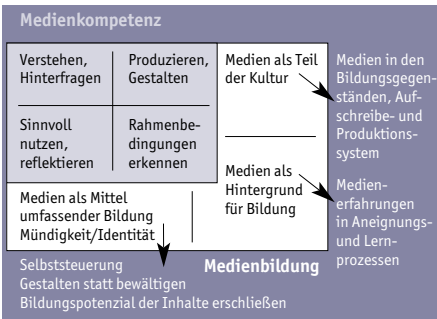 Medienkompetenz
Verstehen,
Hinterfragen
Produzieren,
Gestalten
Sinnvoll
nutzen,
reflektieren
Rahmenbe-
dingungen
erkennen
Medien als Teil
der Kultur
Medien in den
Bildungsgegen-
ständen, Auf-
schreibe- und
Produktions-
system
Medien als
Hintergrund
für Bildung
Medien-
erfahrungen
in Aneignungs-
und Lern-
prozessen
Medien als Mittel
umfassender Bildung
Mündigkeit/Identität
Medienbildung
Selbststeuerung
Gestalten statt bewältigen
Bildungspotenzial der Inhalte erschließen